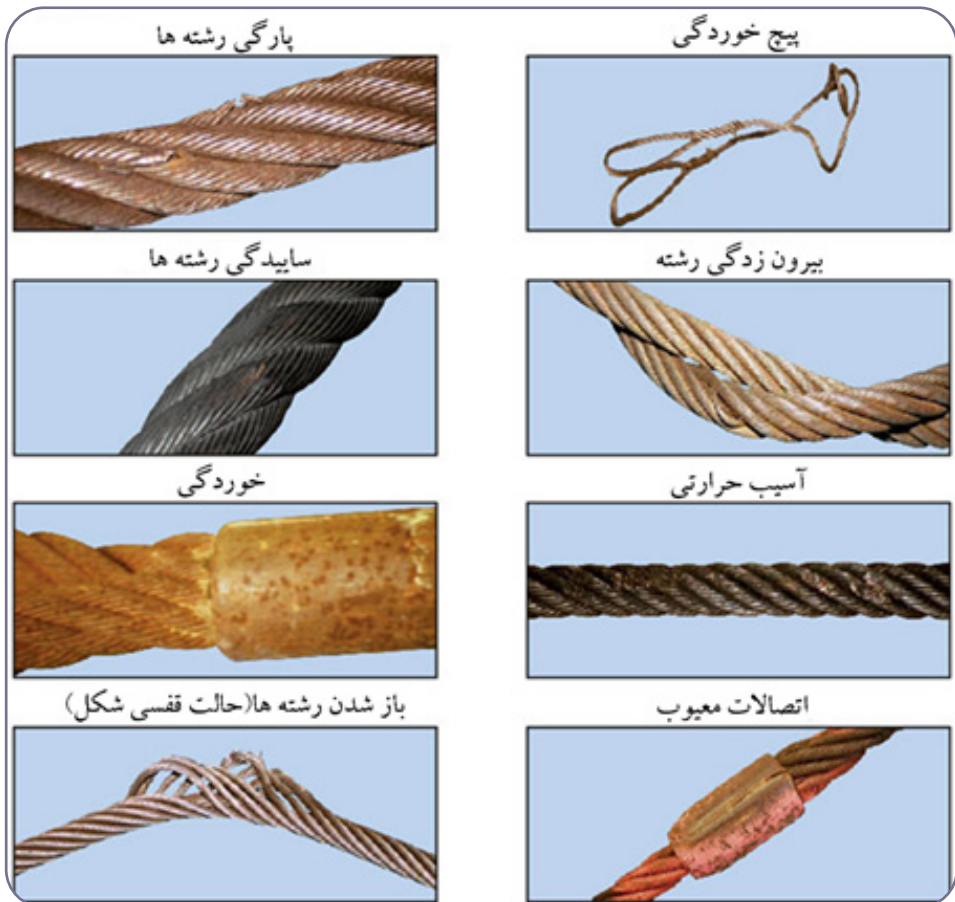 پیچ خوردگی
پارگی رشته ها
بیرون زدگی رشته
ساییدگی رشته ها
آسیب حرارتی
خوردگی
اتصالات معیوب
باز شدن رشته ها(حالت قفسی شکل)